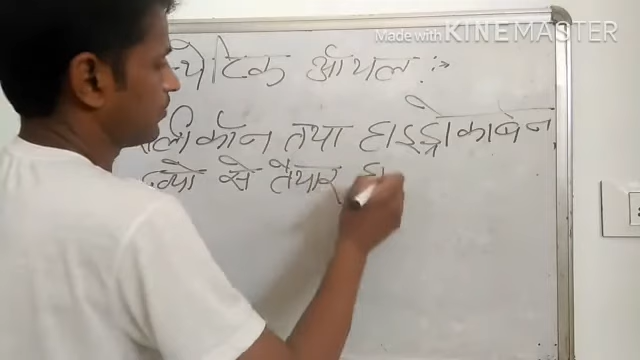 Made with KINEMASTER
टिक ऑयल :→
कॉन तथा हाइड्रोकार्बन
से तैयार